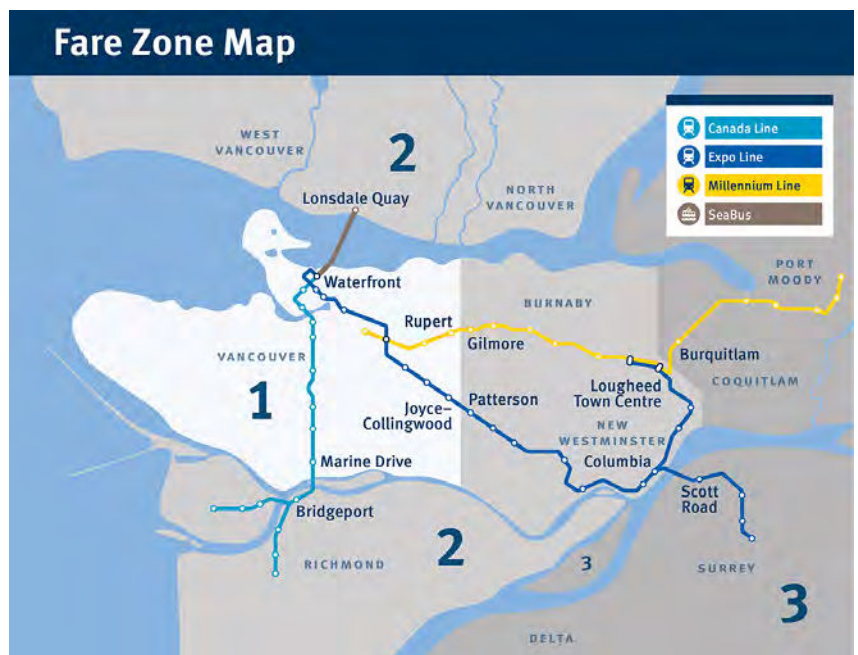 Fare Zone Map
Canada Line
Expo Line
Millennium Line
SeaBus
WEST
VANCOUVER
2
Lonsdale Quay
NORTH
VANCOUVER
PORT
MOODY
Waterfront
BURNABY
Rupert
Gilmore
VANCOUVER
1
Burquitlam
COQUITLAM
Lougheed
Town Centre
Joyce–
Collingwood
Patterson
NEW
WESTMINSTER
Columbia
Marine Drive
Scott
Road
Bridgeport
RICHMOND
2
3
SURREY
3
DELTA